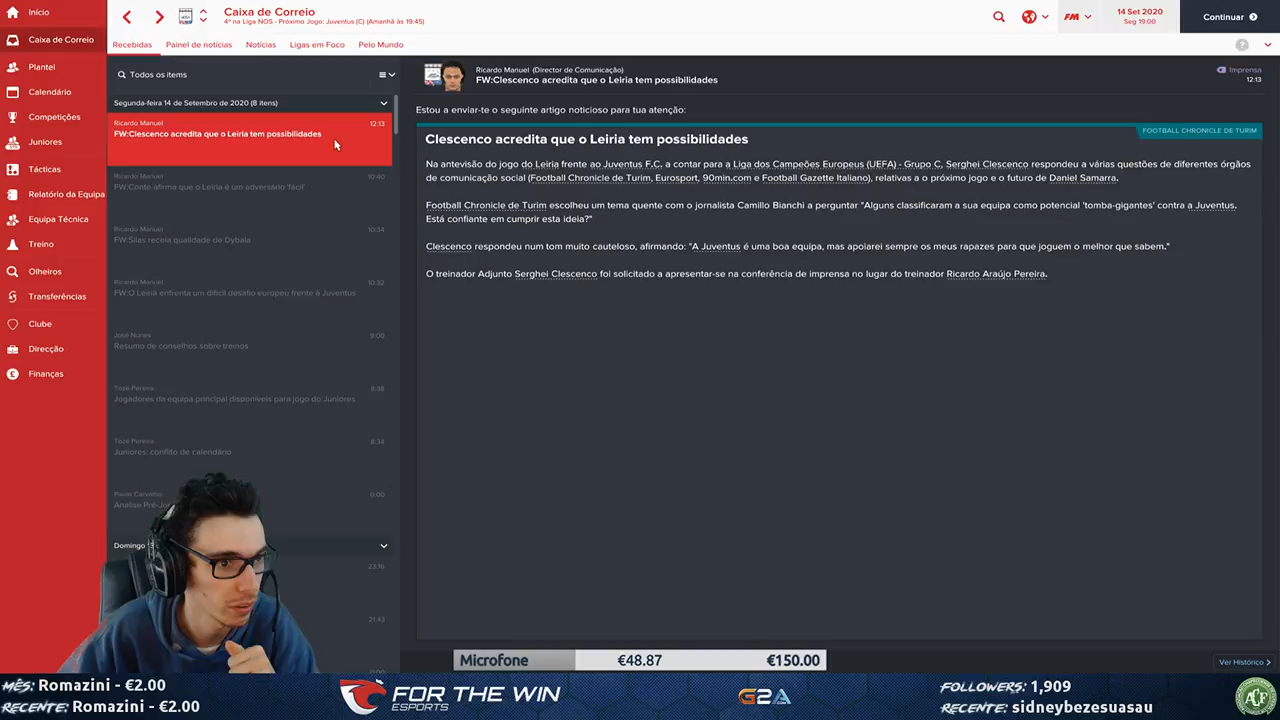 Início
Caixa de Correio
Plantel
Calendário
Competições
Juniores
Tácticas
Relatório da Equipa
Equipa Técnica
Treino
Olheiros
Transferências
Clube
Direcção
Finanças
Caixa de Correio
4º na Liga NOS - Próximo Jogo: Juventus (C) (Amanhã às 19:45)
FM
14 Set 2020
Seg 19:00
Continuar
Recebidas
Painel de notícias
Notícias
Ligas em Foco
Pelo Mundo
Todos os items
Segunda-feira 14 de Setembro de 2020 (8 itens)
Ricardo Manuel
12:13
FW:Clescenco acredita que o Leiria tem possibilidades
10:40
FW:Conte afirma que o Leiria é um adversário 'fácil'
Ricardo Manuel
10:34
FW:Silas receia qualidade de Dybala
Ricardo Manuel
10:32
FW:O Leiria enfrenta um difícil desafio europeu frente à Juventus
José Nunes
9:00
Resumo de conselhos sobre treinos
Tozé Pereira
8:38
Jogadores da equipa principal disponíveis para jogo do Juniores
Tozé Pereira
8:34
Juniores: conflito de calendário
Paulo Carvalho
0:00
Análise Pré-Jo
Domingo
23:16
21:43
Ricardo Manuel (Director de Comunicação)
FW:Clescenco acredita que o Leiria tem possibilidades
Imprensa
12:13
Estou a enviar-te o seguinte artigo noticioso para tua atenção:
FOOTBALL CHRONICLE DE TURIM
Clescenco acredita que o Leiria tem possibilidades
Na antevisão do jogo do Leiria frente ao Juventus F.C, a contar para a Liga dos Campeões Europeus (UEFA) - Grupo C, Serghei Clescenco respondeu a várias questões de diferentes órgãos
de comunicação social (Football Chronicle de Turim, Eurosport, 90min.com e Football Gazette Italiano), relativas a o próximo jogo e o futuro de Daniel Samarra.
Football Chronicle de Turim escolheu um tema quente com o jornalista Camillo Bianchi a perguntar "Alguns classificaram a sua equipa como potencial 'tomba-gigantes' contra a Juventus.
Está confiante em cumprir esta ideia?"
Clescenco respondeu num tom muito cauteloso, afirmando: "A Juventus é uma boa equipa, mas apoiarei sempre os meus rapazes para que joguem o melhor que sabem."
O treinador Adjunto Serghei Clescenco foi solicitado a apresentar-se na conferência de imprensa no lugar do treinador Ricardo Araújo Pereira.
Ver Histórico
Microfone
€48.87
€150.00
MÊS: Romazini - €2.00
RECENTE: Romazini - €2.00
FOR THE WIN
ESPORTS
G2A
FOLLOWERS: 1,909
RECENTE: sidneybezesuasau
ACF